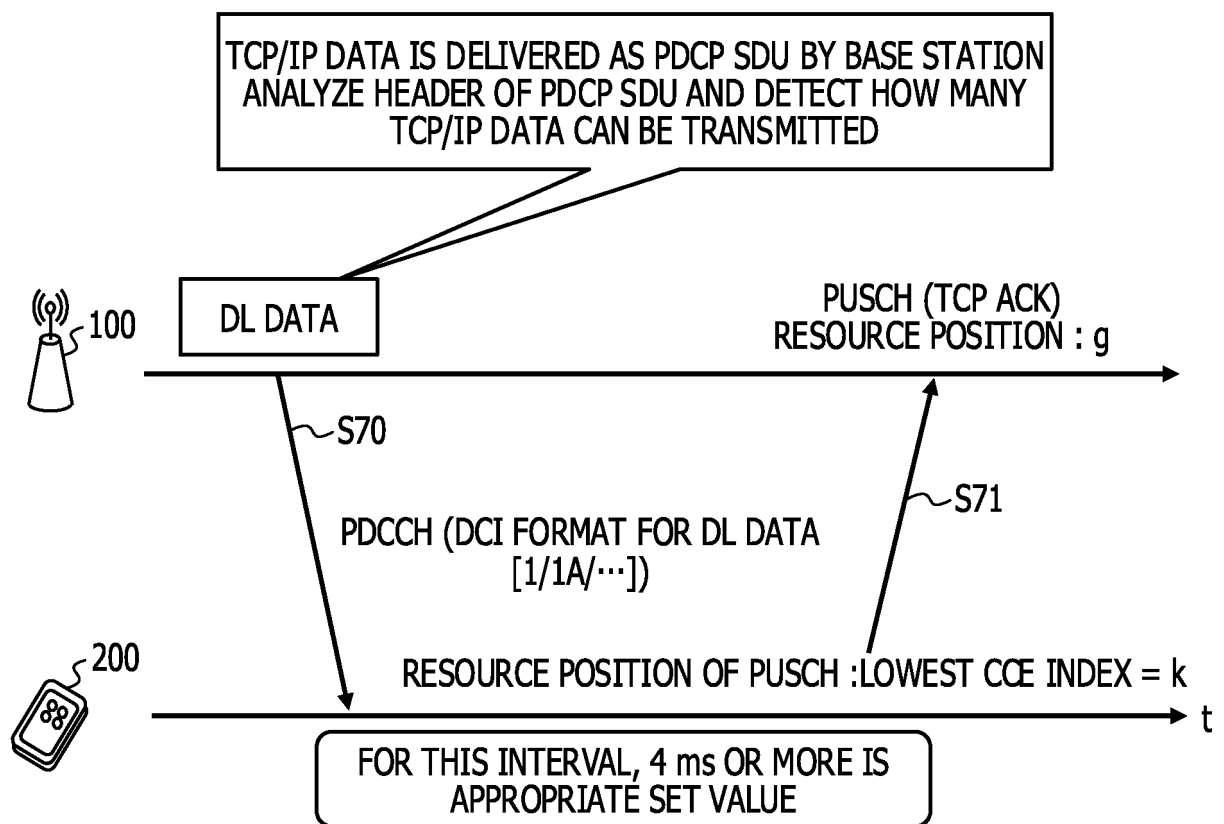 TCP/IP DATA IS DELIVERED AS PDCP SDU BY BASE STATION
ANALYZE HEADER OF PDCP SDU AND DETECT HOW MANY
TCP/IP DATA CAN BE TRANSMITTED
100
DL DATA
PUSCH (TCP ACK)
RESOURCE POSITION : g
S70
S71
PDCCH (DCI FORMAT FOR DL DATA
[1/1A/⋯])
200
RESOURCE POSITION OF PUSCH :LOWEST CCE INDEX = k
t
FOR THIS INTERVAL, 4 ms OR MORE IS
APPROPRIATE SET VALUE